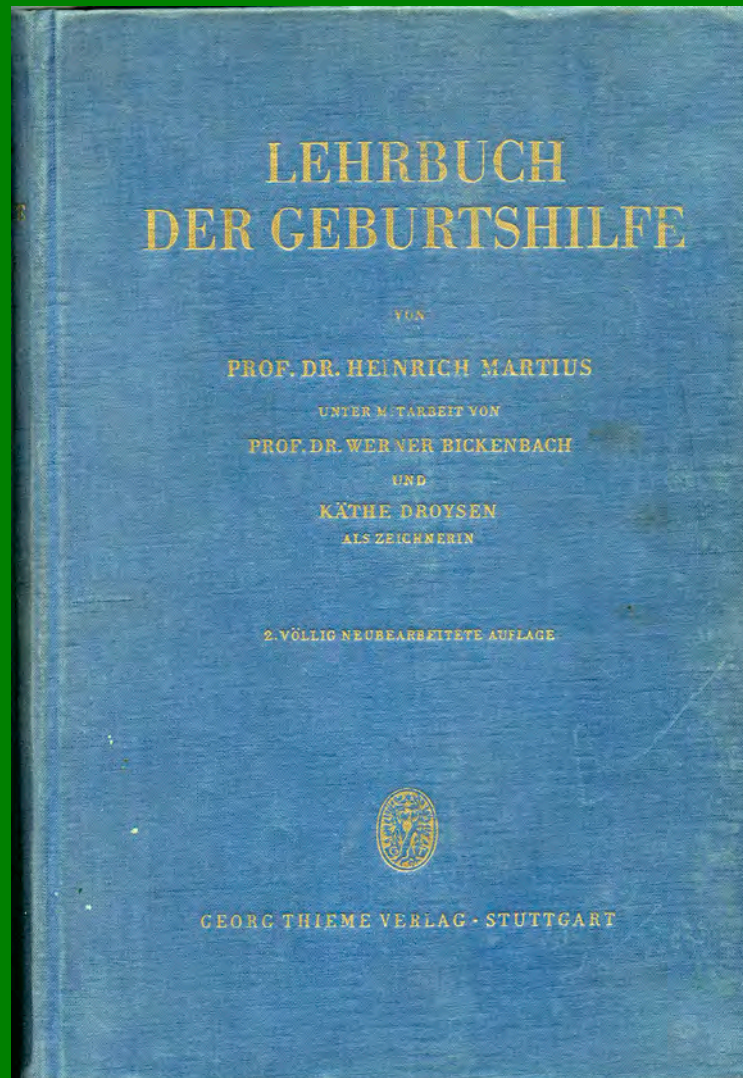 LEHRBUCH
DER GEBURTSHILFE
VON
PROF. DR. HEINRICH MARTIUS
UNTER M.TARBEIT VON
PROF. DR. WERNER BICKENBACH
UND
KÄTHE DROYSEN
ALS ZEICHNERIN
2. VÖLLIG NEUBEARBEITETE AUFLAGE
GEORG THIEME VERLAG · STUTTGART